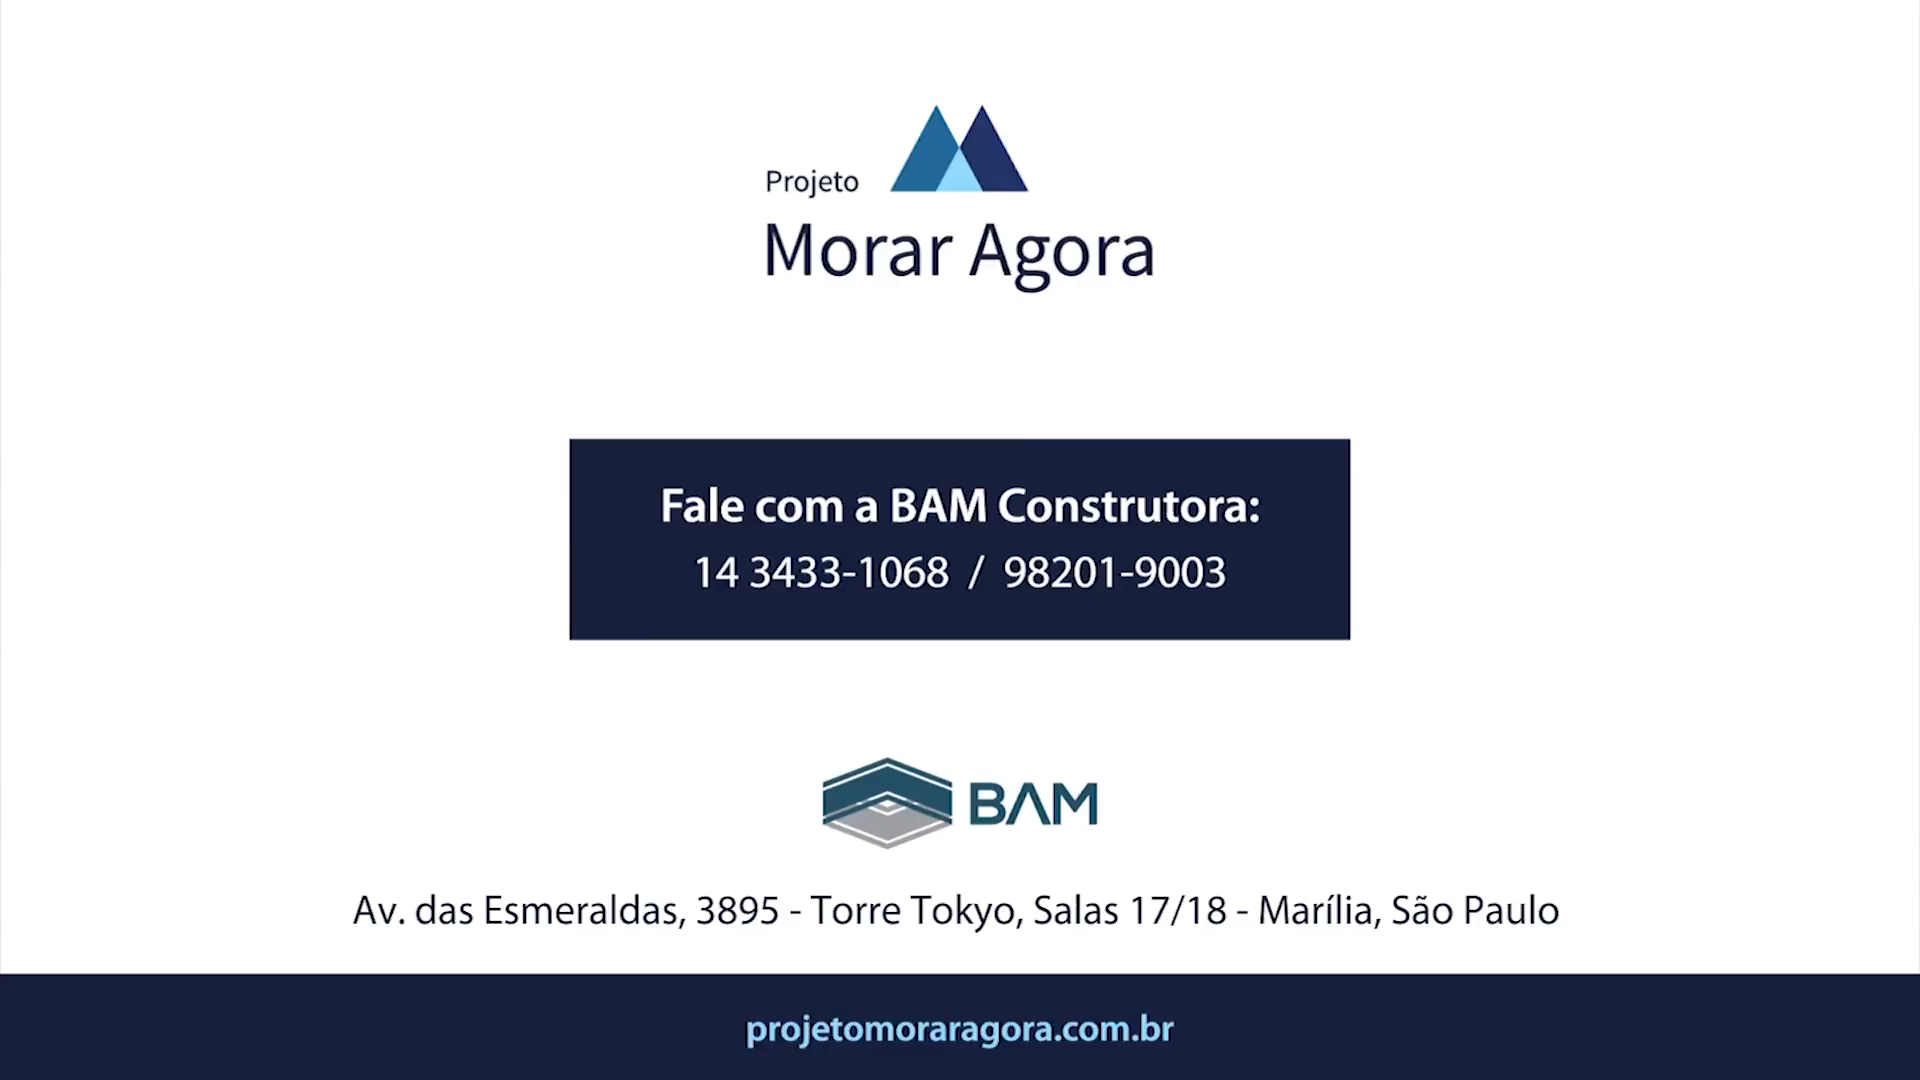 Projeto
Morar Agora
Fale com a BAM Construtora:
14 3433-1068 / 98201-9003
BAM
Av. das Esmeraldas, 3895 - Torre Tokyo, Salas 17/18 - Marília, São Paulo
projetomoraragora.com.br